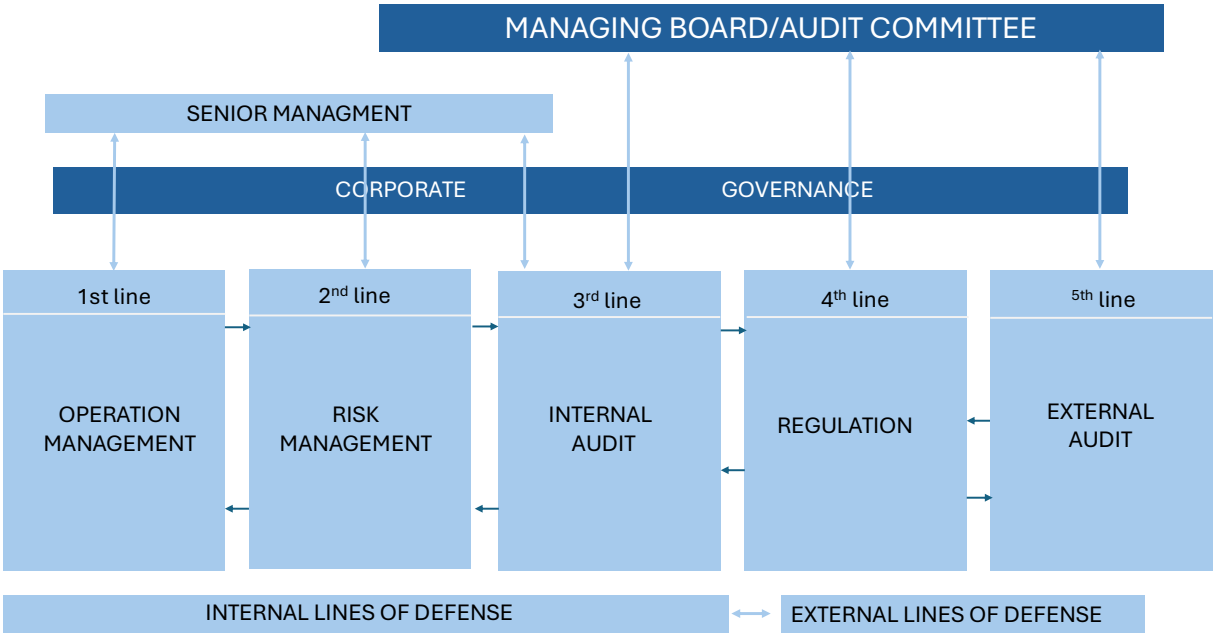 MANAGING BOARD/AUDIT COMMITTEE
SENIOR MANAGMENT
CORPORATE GOVERNANCE
1st line
2nd line
3rd line
4th line
5th line
OPERATION
MANAGEMENT
RISK
MANAGEMENT
INTERNAL
AUDIT
REGULATION
EXTERNAL
AUDIT
INTERNAL LINES OF DEFENSE
EXTERNAL LINES OF DEFENSE